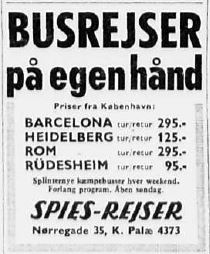 BUSREJSER
på egen hånd
Priser fra København:
BARCELONA tur/retur 295.-
HEIDELBERG tur/retur 125.-
ROM tur/retur 295.-
RÜDESHEIM tur/retur 95.-
Splinternye kæmpebusser hver weekend.
Forlang program. Åben søndag.
SPIES-REJSER
Nørregade 35, K. Palæ 4373